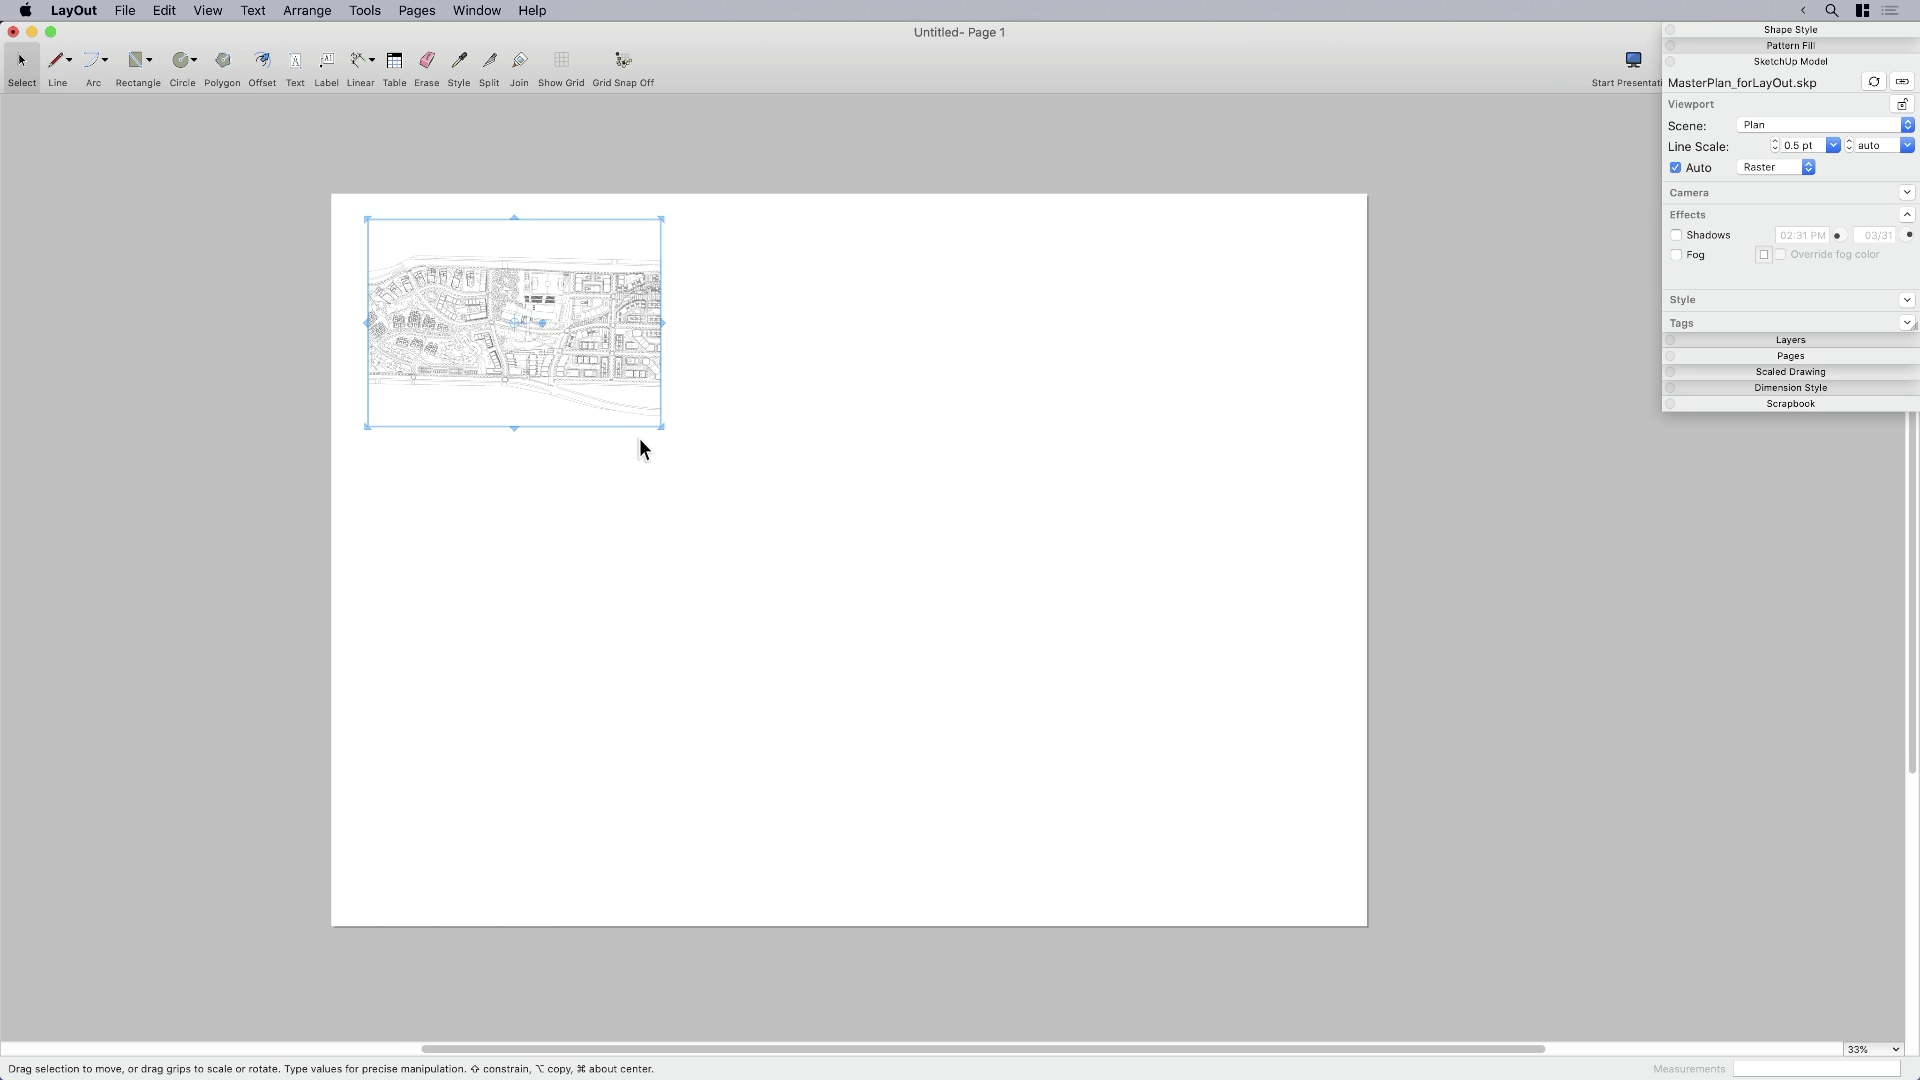 LayOut File Edit View Text Arrange Tools Pages Window Help
Untitled- Page 1
Select Line Arc Rectangle Circle Polygon Offset Text Label Linear Table Erase Style Split Join Show Grid Grid Snap Off Start Presentati
Shape Style
Pattern Fill
SketchUp Model
MasterPlan_forLayOut.skp
Viewport
Scene: Plan
Line Scale: 0.5 pt auto
Auto Raster
Camera
Effects
Shadows 02:31 PM 03/31
Fog Override fog color
Style
Tags
Layers
Pages
Scaled Drawing
Dimension Style
Scrapbook
33%
Drag selection to move, or drag grips to scale or rotate. Type values for precise manipulation. ⇧ constrain, ⌥ copy, ⌘ about center. Measurements